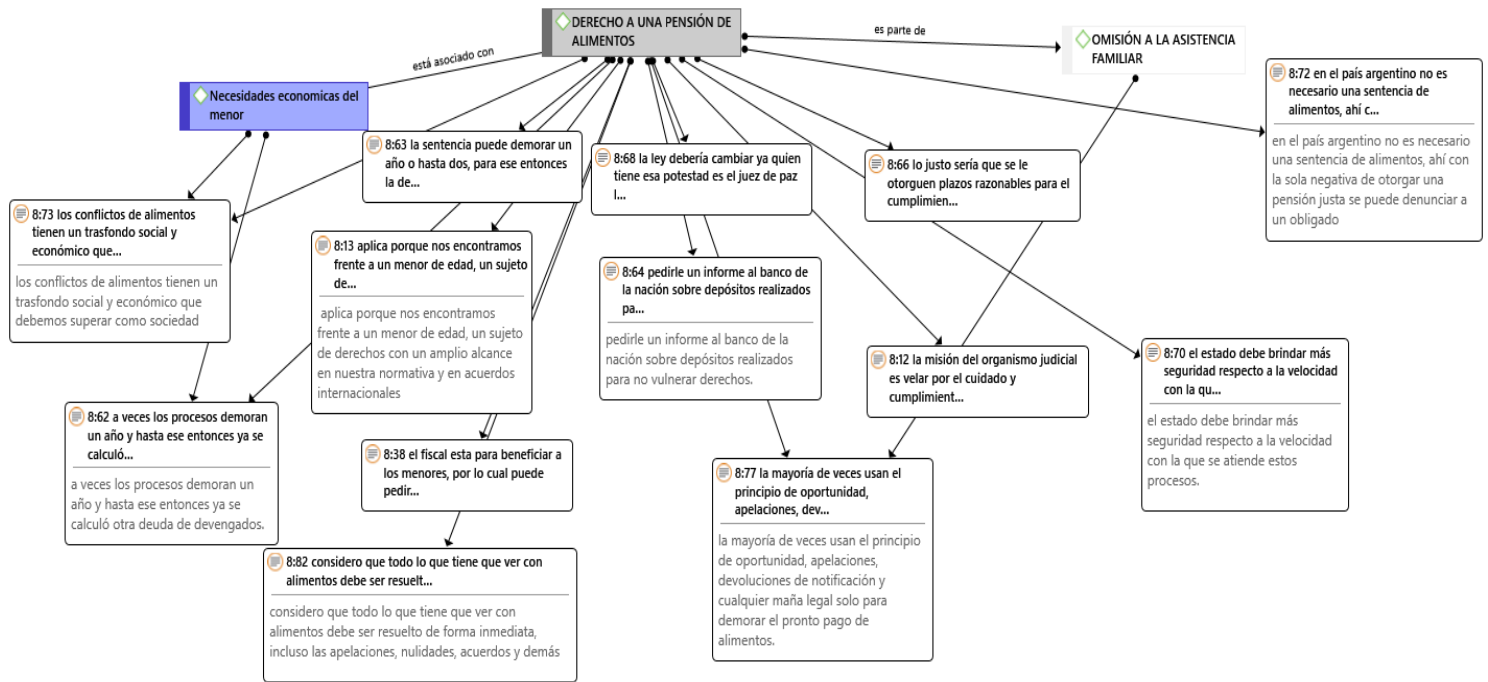 DERECHO A UNA PENSIÓN DE
ALIMENTOS
es parte de
OMISIÓN A LA ASISTENCIA
FAMILIAR
está asociado con
Necesidades economicas del
menor
8:72 en el país argentino no es
necesario una sentencia de
alimentos, ahí c...
en el país argentino no es necesario
una sentencia de alimentos, ahí con
la sola negativa de otorgar una
pensión justa se puede denunciar a
un obligado
8:63 la sentencia puede demorar un
año o hasta dos, para ese entonces
la de...
8:68 la ley debería cambiar ya quien
tiene esa potestad es el juez de paz
l...
8:66 lo justo sería que se le
otorguen plazos razonables para el
cumplimien...
8:73 los conflictos de alimentos
tienen un trasfondo social y
económico que...
los conflictos de alimentos tienen un
trasfondo social y económico que
debemos superar como sociedad
8:13 aplica porque nos encontramos
frente a un menor de edad, un sujeto
de...
aplica porque nos encontramos
frente a un menor de edad, un sujeto
de derechos con un amplio alcance
en nuestra normativa y en acuerdos
internacionales
8:64 pedirle un informe al banco de
la nación sobre depósitos realizados
pa...
pedirle un informe al banco de la
nación sobre depósitos realizados
para no vulnerar derechos.
8:12 la misión del organismo judicial
es velar por el cuidado y
cumplimient...
8:70 el estado debe brindar más
seguridad respecto a la velocidad
con la qu...
el estado debe brindar más
seguridad respecto a la velocidad
con la que se atiende estos
procesos.
8:62 a veces los procesos demoran
un año y hasta ese entonces ya se
calculó...
a veces los procesos demoran un
año y hasta ese entonces ya se
calculó otra deuda de devengados.
8:38 el fiscal esta para beneficiar a
los menores, por lo cual puede
pedir...
8:77 la mayoría de veces usan el
principio de oportunidad,
apelaciones, dev...
la mayoría de veces usan el principio
de oportunidad, apelaciones,
devoluciones de notificación y
cualquier maña legal solo para
demorar el pronto pago de
alimentos.
8:82 considero que todo lo que tiene que ver con
alimentos debe ser resuelt...
considero que todo lo que tiene que ver con
alimentos debe ser resuelto de forma inmediata,
incluso las apelaciones, nulidades, acuerdos y demás